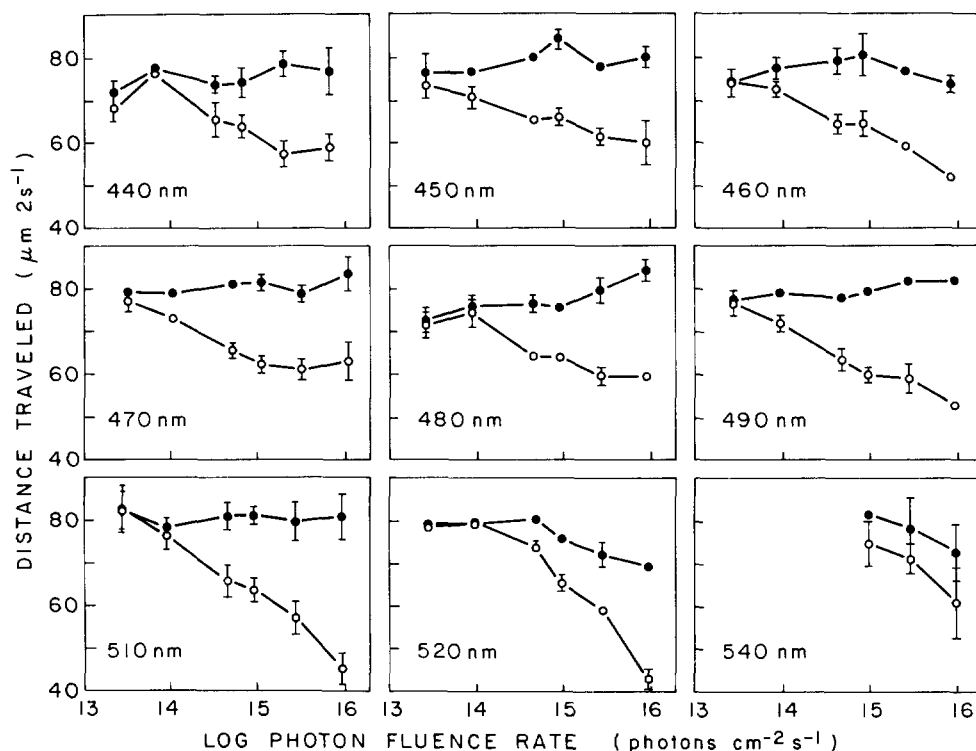 80
60
440 nm
40
450 nm
460 nm
80
60
470 nm
40
480 nm
490 nm
80
60
510 nm
40
520 nm
540 nm
13 14 15 16 13 14 15 16 13 14 15 16
DISTANCE TRAVELED (μm 2s⁻¹)
LOG PHOTON FLUENCE RATE (photons cm⁻² s⁻¹)